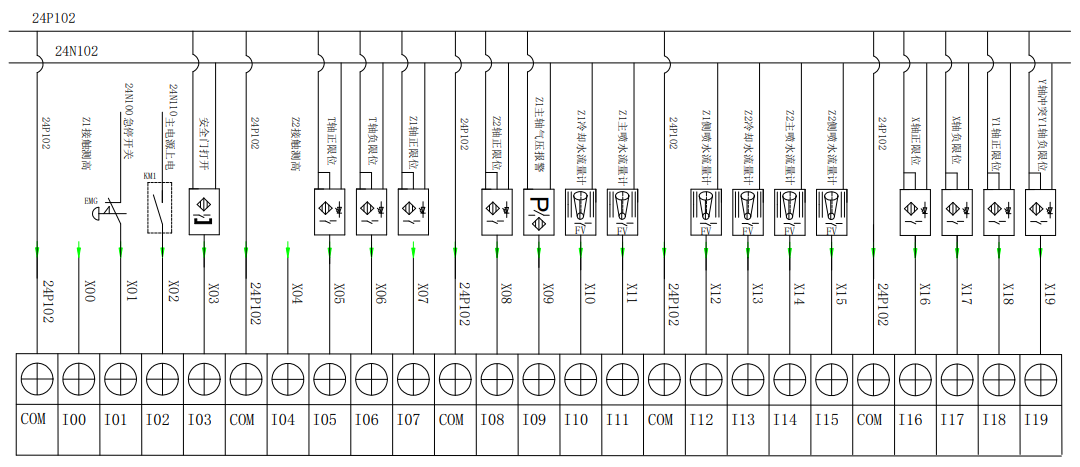 24P102
24N102
24P102
Z1接触测高
24N100急停开关
24N110主电源上电
安全门打开
24P102
Z2接触测高
T轴正限位
T轴负限位
Z1轴正限位
24P102
Z2轴正限位
Z1主轴气压报警
Z1冷却水流量计
Z1主喷水流量计
24P102
Z1侧喷水流量计
Z2冷却水流量计
Z2主喷水流量计
Z2侧喷水流量计
24P102
X轴正限位
X轴负限位
Y1轴正限位
Y轴冲突Y1轴负限位
EMG
KM1
P
FV
FV
FV
FV
FV
FV
24P102
X00
X01
X02
X03
24P102
X04
X05
X06
X07
24P102
X08
X09
X10
X11
24P102
X12
X13
X14
X15
24P102
X16
X17
X18
X19
COM I00 I01 I02 I03 COM I04 I05 I06 I07 COM I08 I09 I10 I11 COM I12 I13 I14 I15 COM I16 I17 I18 I19